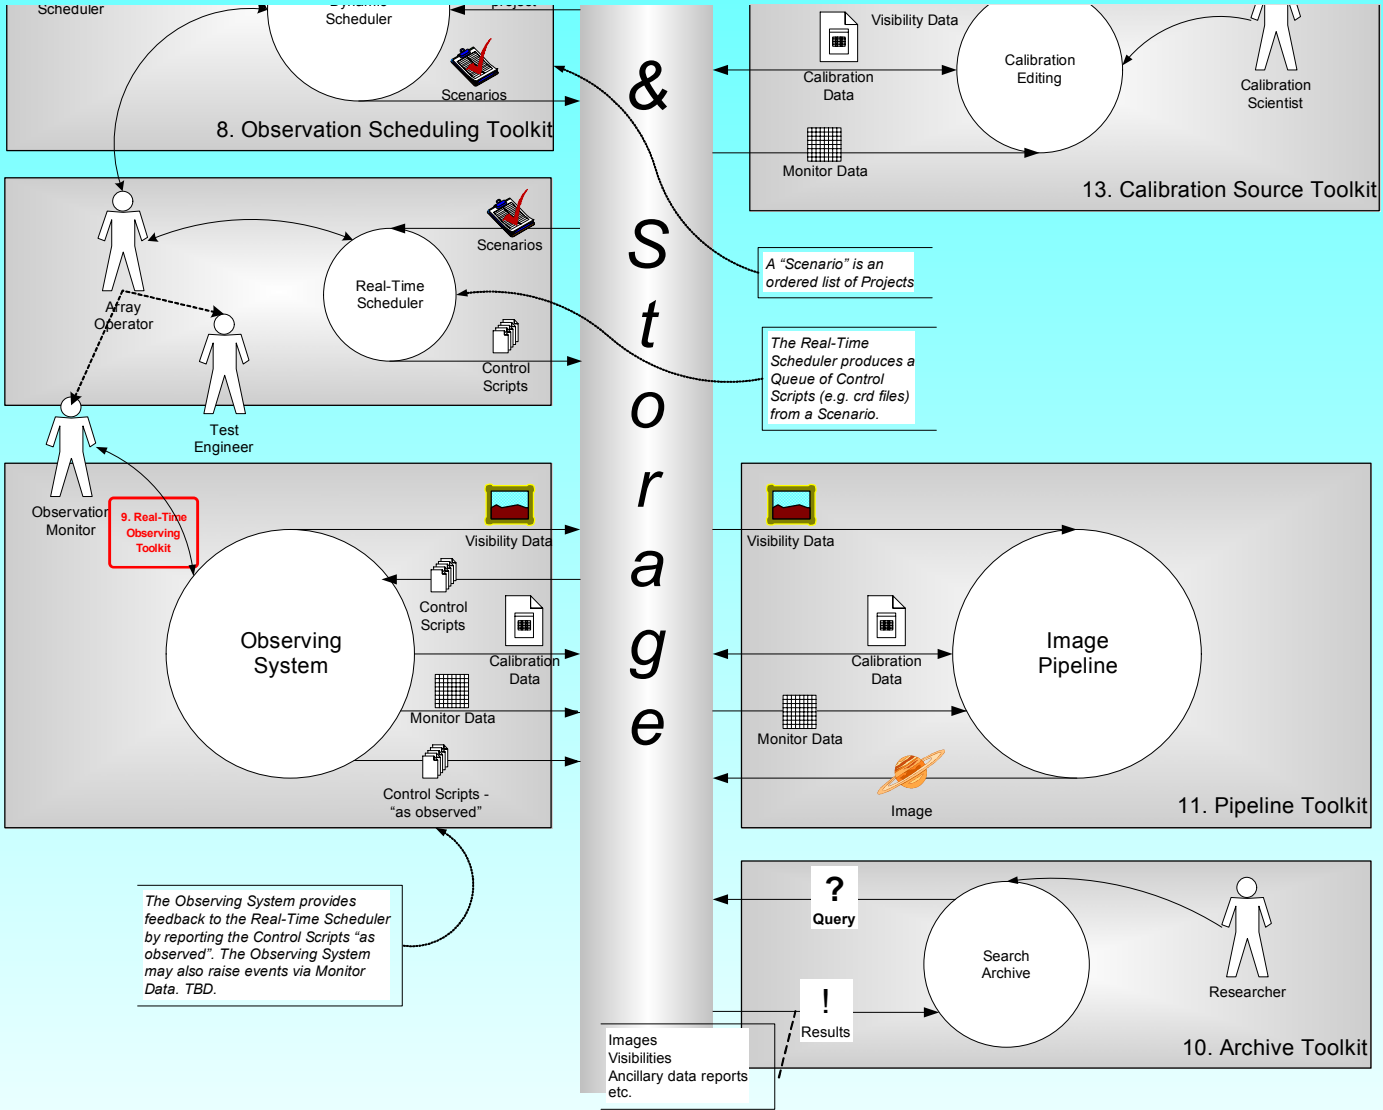 Scheduler
Dynamic
Scheduler
project
Scenarios
8. Observation Scheduling Toolkit
&
S
t
o
r
a
g
e
Visibility Data
Calibration
Data
Monitor Data
Calibration
Editing
Calibration
Scientist
13. Calibration Source Toolkit
Array
Operator
Test
Engineer
Real-Time
Scheduler
Scenarios
Control
Scripts
A “Scenario” is an
ordered list of Projects
The Real-Time
Scheduler produces a
Queue of Control
Scripts (e.g. crd files)
from a Scenario.
Observation
Monitor
9. Real-Time
Observing
Toolkit
Observing
System
Visibility Data
Control
Scripts
Calibration
Data
Monitor Data
Control Scripts -
“as observed”
Visibility Data
Calibration
Data
Monitor Data
Image
Image
Pipeline
11. Pipeline Toolkit
The Observing System provides
feedback to the Real-Time Scheduler
by reporting the Control Scripts “as
observed”. The Observing System
may also raise events via Monitor
Data. TBD.
?
Query
!
Results
Search
Archive
Researcher
10. Archive Toolkit
Images
Visibilities
Ancillary data reports
etc.